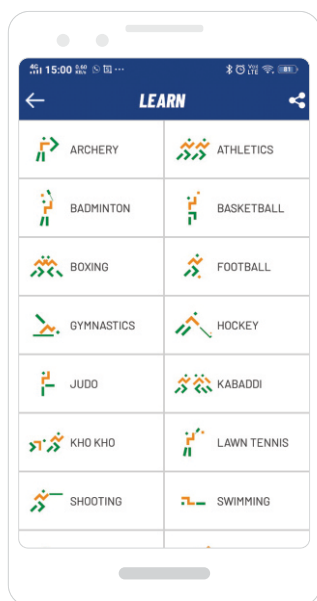 4G 15:00
LEARN
ARCHERY ATHLETICS
BADMINTON BASKETBALL
BOXING FOOTBALL
GYMNASTICS HOCKEY
JUDO KABADDI
KHO KHO LAWN TENNIS
SHOOTING SWIMMING